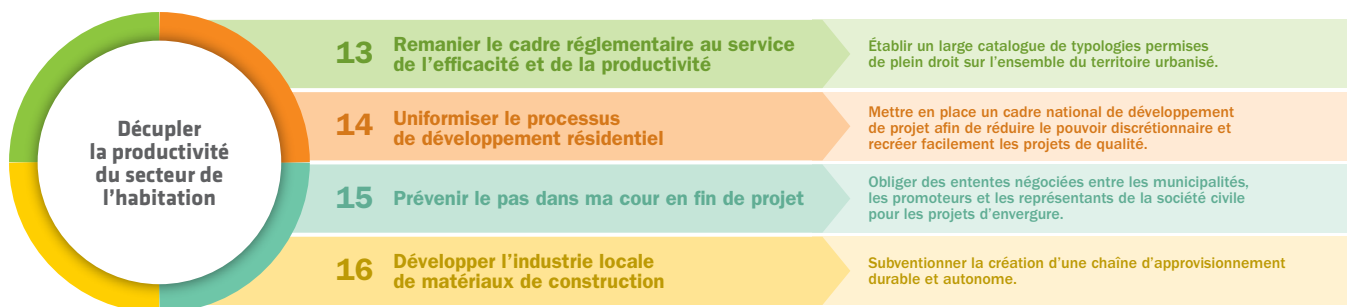 Décupler
la productivité
du secteur de
l'habitation
13
Remanier le cadre réglementaire au service
de l'efficacité et de la productivité
Établir un large catalogue de typologies permises
de plein droit sur l'ensemble du territoire urbanisé.
14
Uniformiser le processus
de développement résidentiel
Mettre en place un cadre national de développement
de projet afin de réduire le pouvoir discrétionnaire et
recréer facilement les projets de qualité.
15
Prévenir le pas dans ma cour en fin de projet
Obliger des ententes négociées entre les municipalités,
les promoteurs et les représentants de la société civile
pour les projets d'envergure.
16
Développer l'industrie locale
de matériaux de construction
Subventionner la création d'une chaîne d'approvisionnement
durable et autonome.